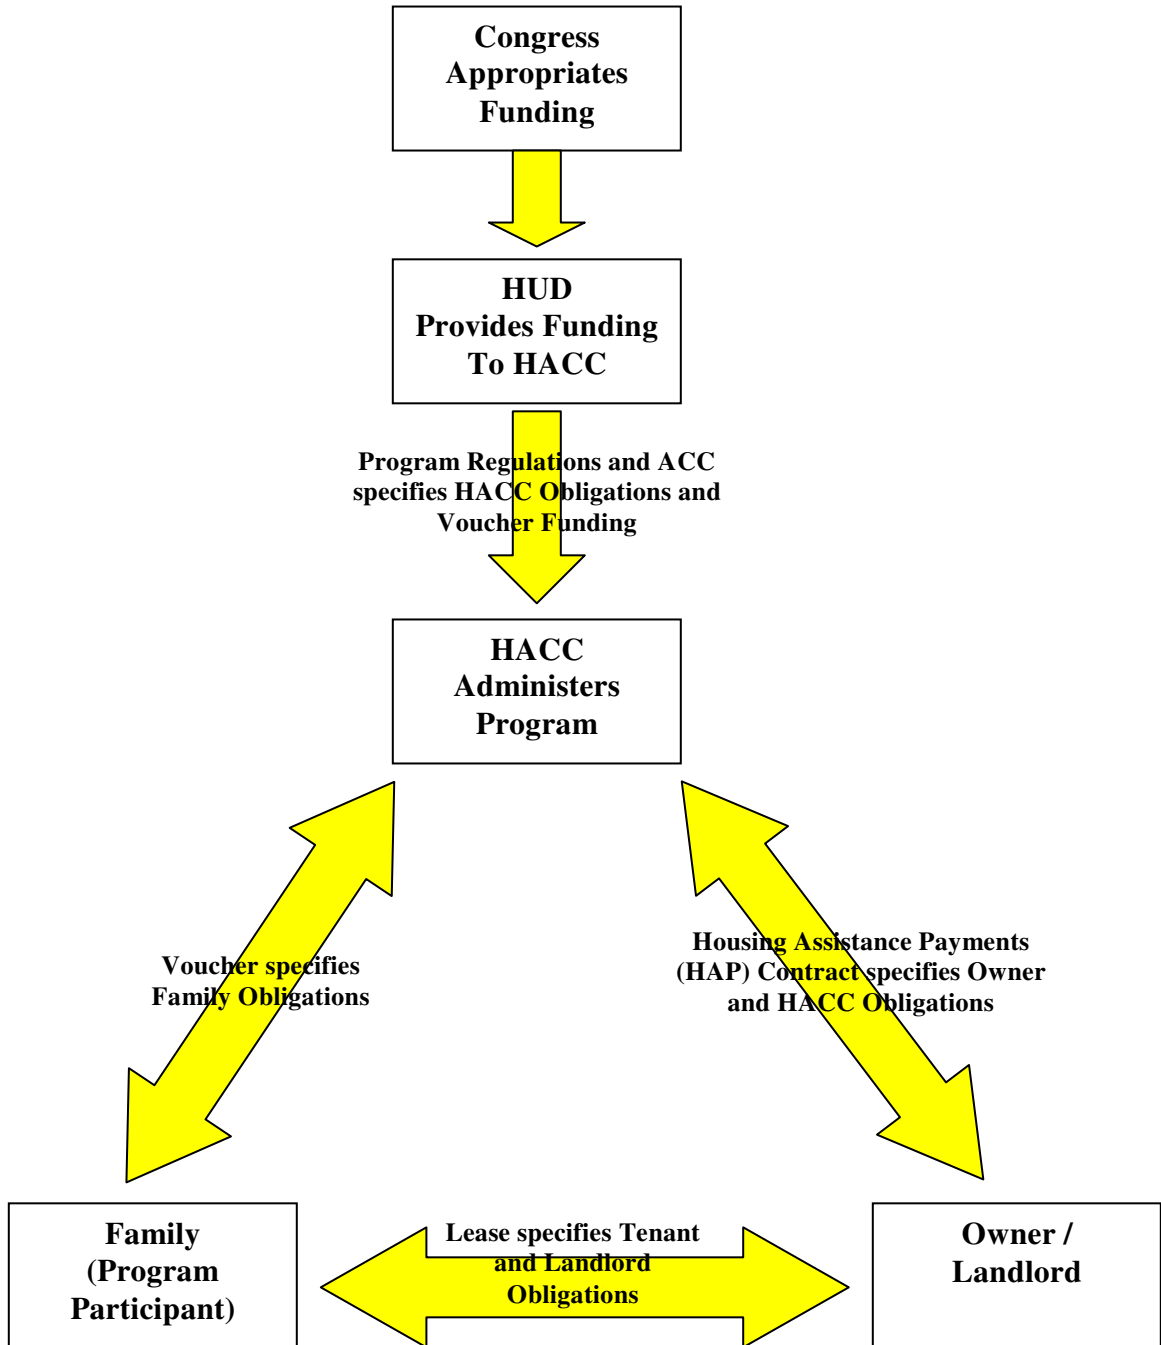 Congress
Appropriates
Funding
HUD
Provides Funding
To HACC
Program Regulations and ACC
specifies HACC Obligations and
Voucher Funding
HACC
Administers
Program
Voucher specifies
Family Obligations
Housing Assistance Payments
(HAP) Contract specifies Owner
and HACC Obligations
Family
(Program
Participant)
Lease specifies Tenant
and Landlord
Obligations
Owner /
Landlord